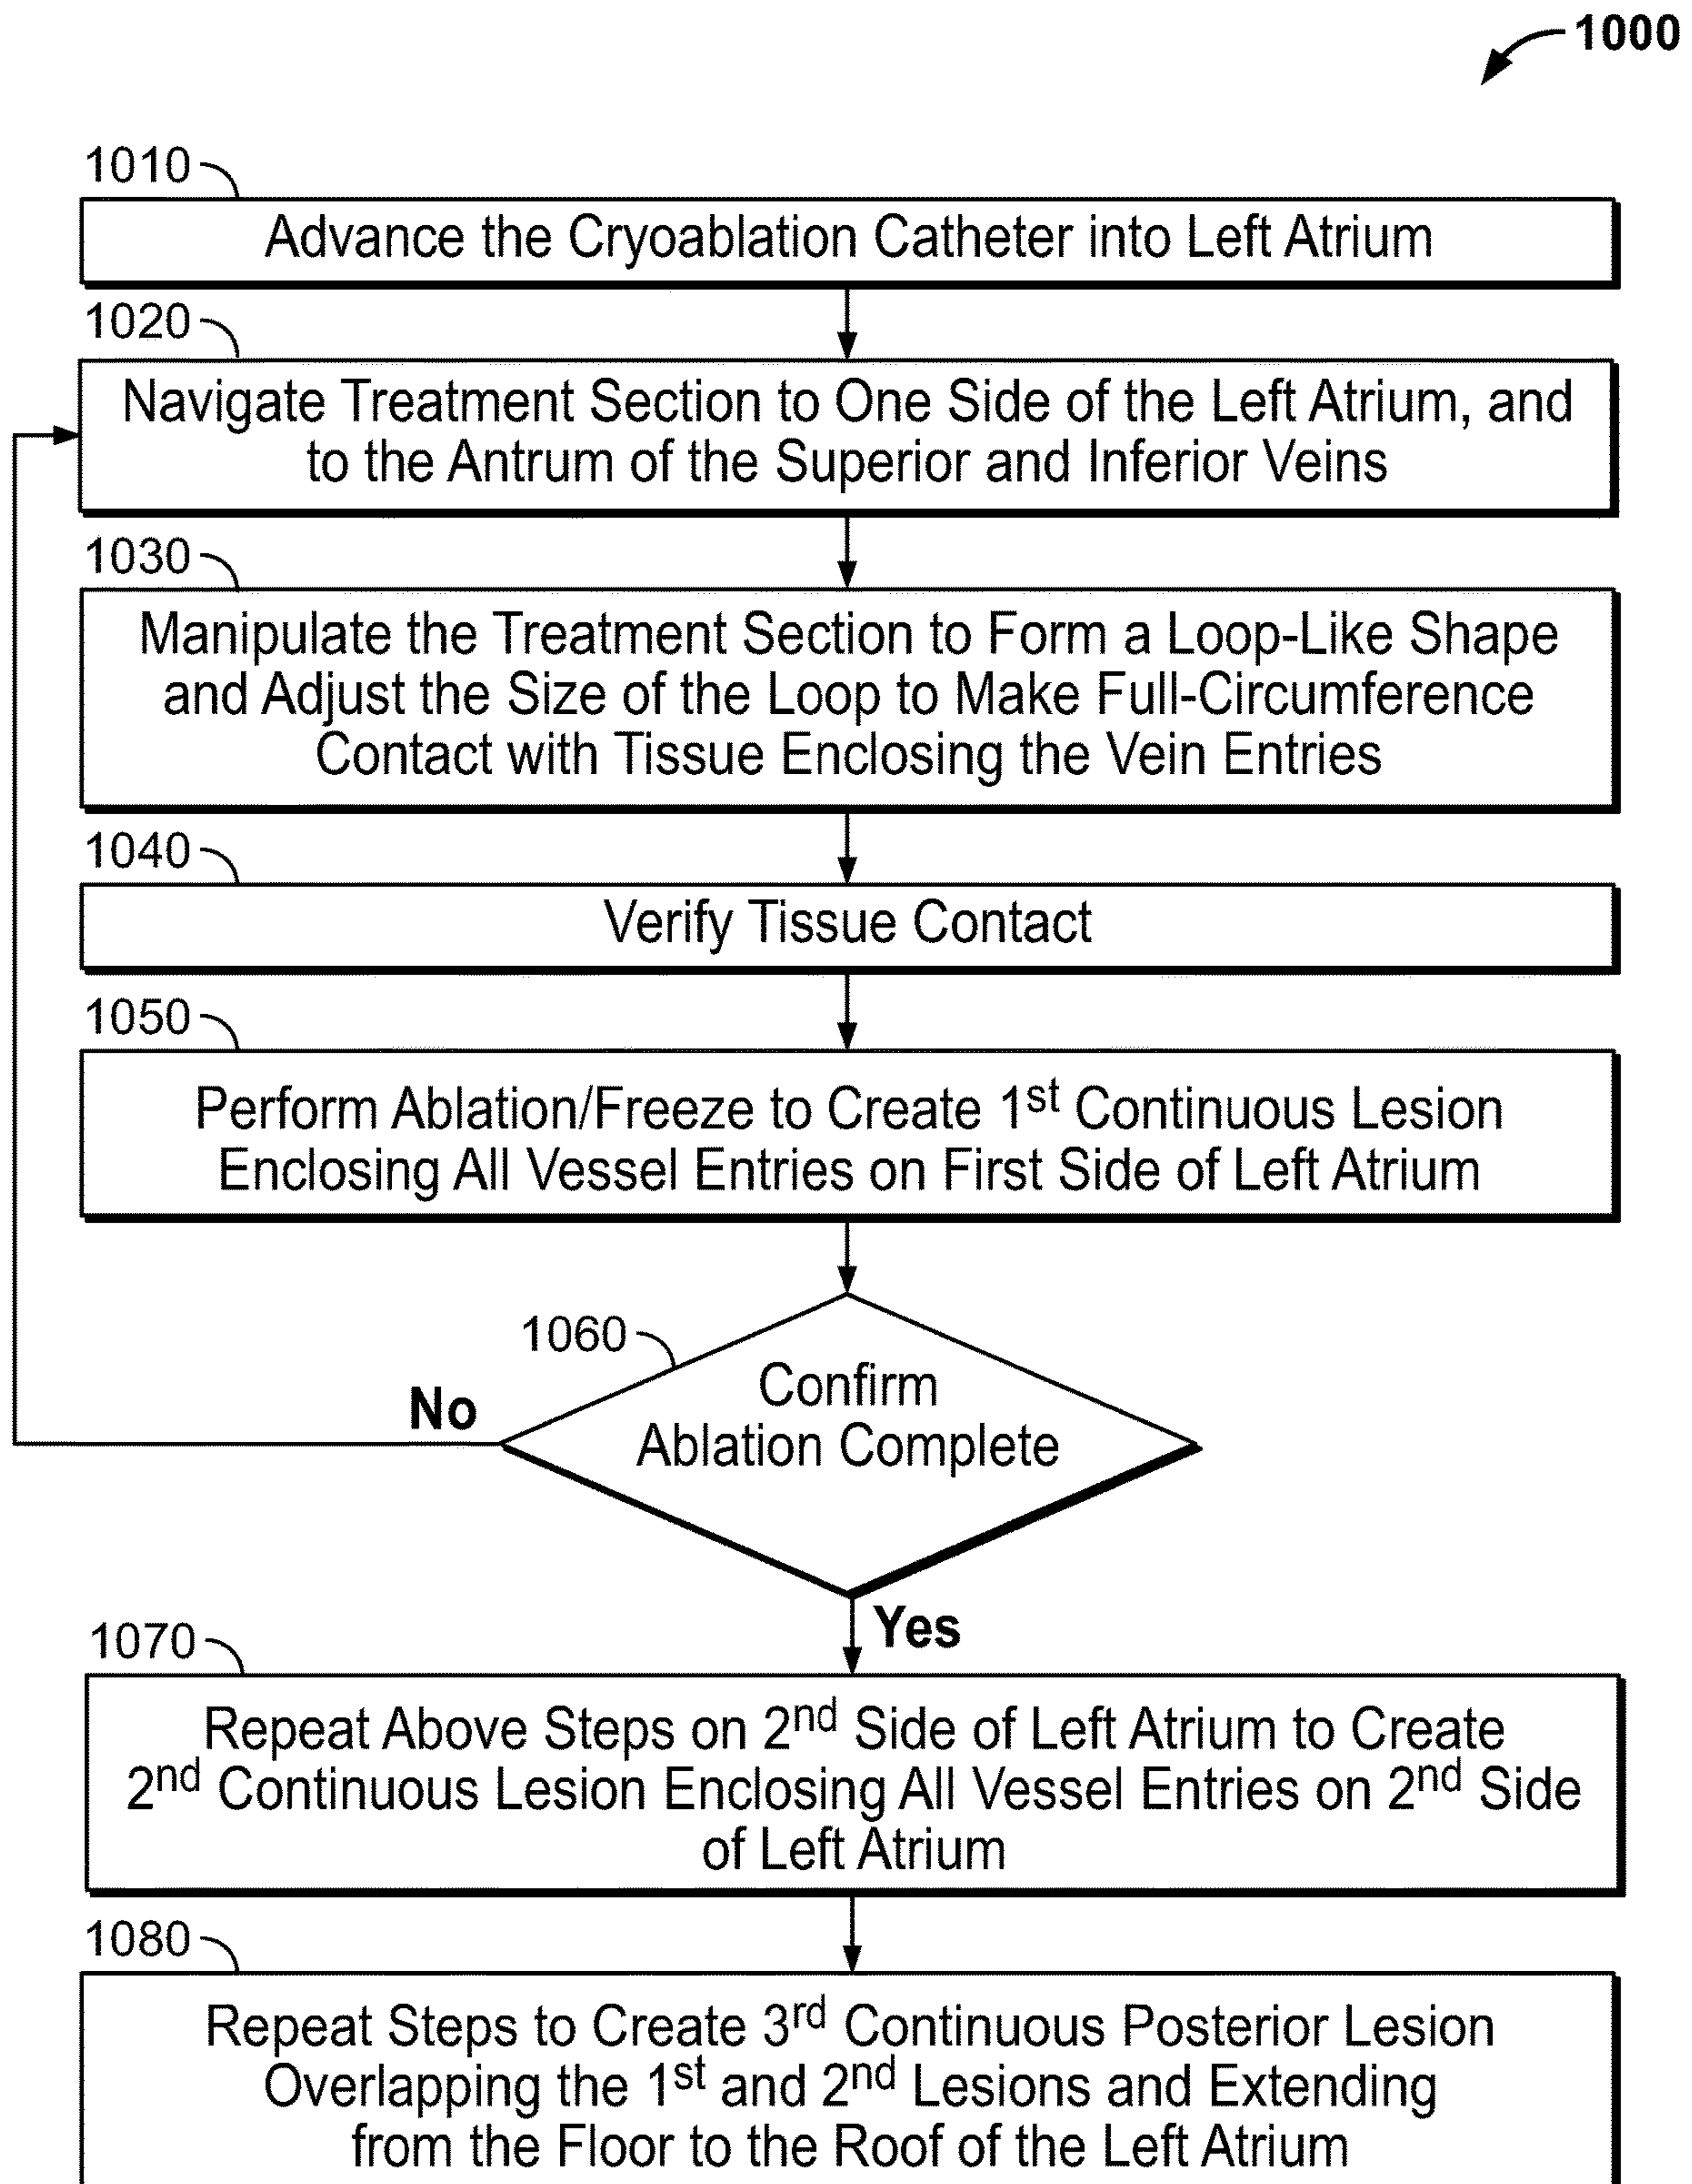 1000
1010
Advance the Cryoablation Catheter into Left Atrium
1020
Navigate Treatment Section to One Side of the Left Atrium, and
to the Antrum of the Superior and Inferior Veins
1030
Manipulate the Treatment Section to Form a Loop-Like Shape
and Adjust the Size of the Loop to Make Full-Circumference
Contact with Tissue Enclosing the Vein Entries
1040
Verify Tissue Contact
1050
Perform Ablation/Freeze to Create 1st Continuous Lesion
Enclosing All Vessel Entries on First Side of Left Atrium
1060
Confirm
Ablation Complete
No
Yes
1070
Repeat Above Steps on 2nd Side of Left Atrium to Create
2nd Continuous Lesion Enclosing All Vessel Entries on 2nd Side
of Left Atrium
1080
Repeat Steps to Create 3rd Continuous Posterior Lesion
Overlapping the 1st and 2nd Lesions and Extending
from the Floor to the Roof of the Left Atrium